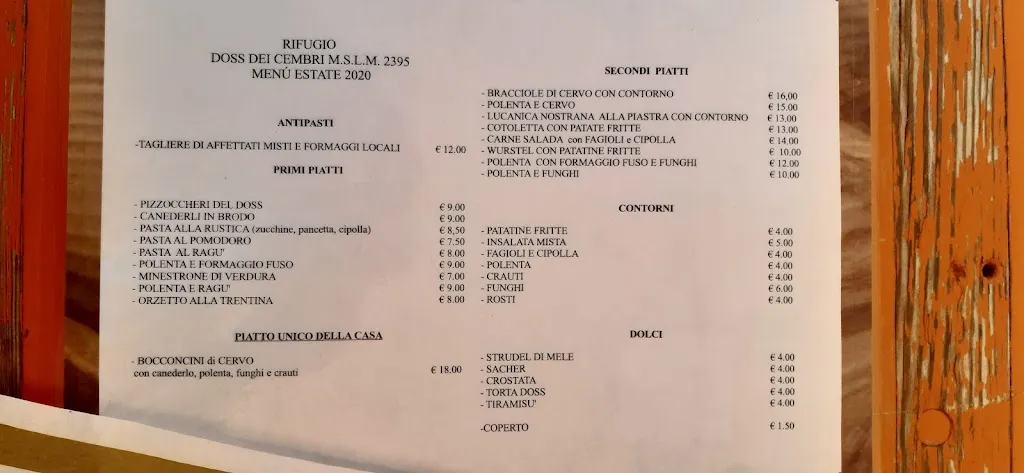 RIFUGIO
DOSS DEI CEMBRI M.S.L.M. 2395
MENÚ ESTATE 2020
ANTIPASTI
-TAGLIERE DI AFFETTATI MISTI E FORMAGGI LOCALI € 12.00
PRIMI PIATTI
- PIZZOCCHERI DEL DOSS € 9.00
- CANEDERLI IN BRODO € 9.00
- PASTA ALLA RUSTICA (zucchine, pancetta, cipolla) € 8,50
- PASTA AL POMODORO € 7.50
- PASTA AL RAGU' € 8.00
- POLENTA E FORMAGGIO FUSO € 9.00
- MINESTRONE DI VERDURA € 7.00
- POLENTA E RAGU' € 9.00
- ORZETTO ALLA TRENTINA € 8.00
PIATTO UNICO DELLA CASA
- BOCCONCINI di CERVO
con canederlo, polenta, funghi e crauti € 18.00
SECONDI PIATTI
- BRACCIOLE DI CERVO CON CONTORNO € 16,00
- POLENTA E CERVO € 15.00
- LUCANICA NOSTRANA ALLA PIASTRA CON CONTORNO € 13.00
- COTOLETTA CON PATATE FRITTE € 13.00
- CARNE SALADA con FAGIOLI e CIPOLLA € 14.00
- WURSTEL CON PATATINE FRITTE € 10.00
- POLENTA CON FORMAGGIO FUSO E FUNGHI € 12.00
- POLENTA E FUNGHI € 10.00
CONTORNI
- PATATINE FRITTE € 4.00
- INSALATA MISTA € 5.00
- FAGIOLI E CIPOLLA € 4.00
- POLENTA € 4.00
- CRAUTI € 4.00
- FUNGHI € 6.00
- ROSTI € 4.00
DOLCI
- STRUDEL DI MELE € 4.00
- SACHER € 4.00
- CROSTATA € 4.00
- TORTA DOSS € 4.00
- TIRAMISU' € 4.00
-COPERTO € 1.50